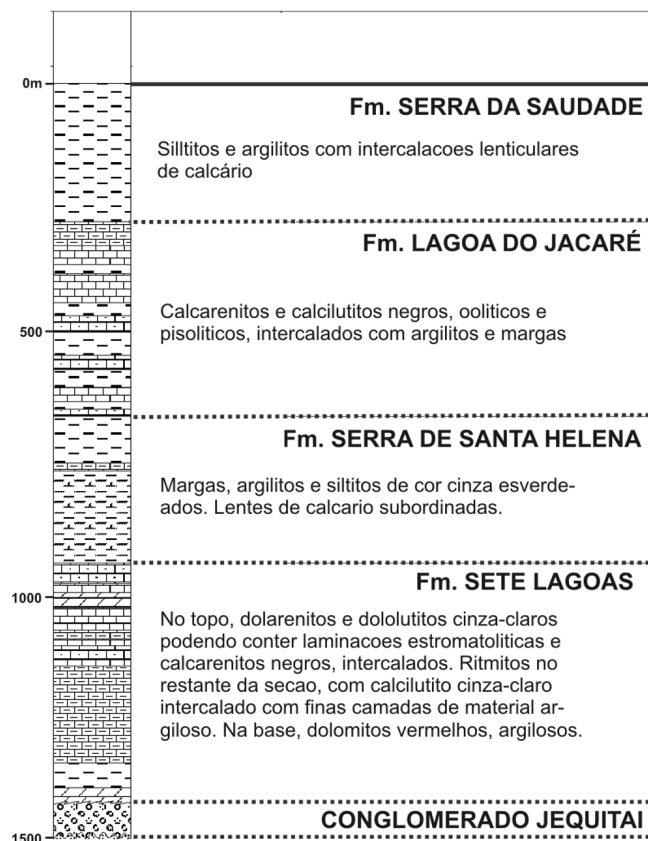 0m
Fm. SERRA DA SAUDADE
Silltitos e argilitos com intercalacoes lenticulares
de calcário
Fm. LAGOA DO JACARÉ
Calcarenitos e calcilutitos negros, ooliticos e
500
pisoliticos, intercalados com argilitos e margas
Fm. SERRA DE SANTA HELENA
Margas, argilitos e siltitos de cor cinza esverde-
ados. Lentes de calcario subordinadas.
Fm. SETE LAGOAS
1000
No topo, dolarenitos e dololutitos cinza-claros
podendo conter laminacoes estromatoliticas e
calcarenitos negros, intercalados. Ritmitos no
restante da secao, com calcilutito cinza-claro
intercalado com finas camadas de material ar-
giloso. Na base, dolomitos vermelhos, argilosos.
CONGLOMERADO JEQUITAI
1500